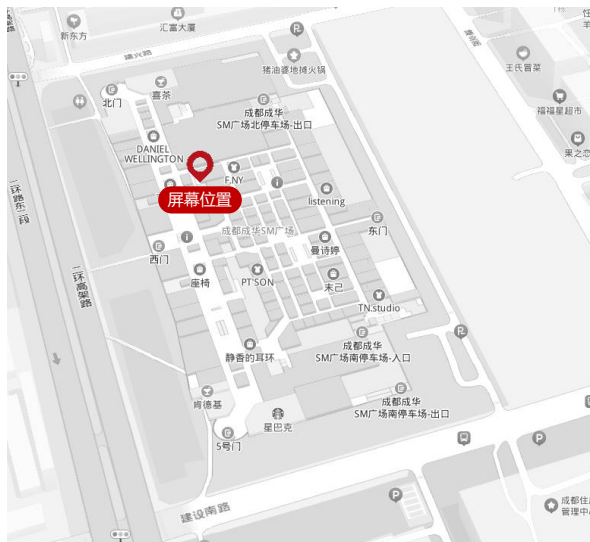 新东方
汇富大厦
建兴路
猪油婆地摊火锅
王氏冒菜
福福星超市
果之恋
北门
喜茶
成都成华
SM广场北停车场-出口
DANIEL
WELLINGTON
F.NY
屏幕位置
listening
二环路东二段
成都成华SM广场
东门
西门
曼诗婷
座椅
PT'SON
末己
二环高架路
TN.studio
静香的耳环
成都成华
SM广场南停车场-入口
肯德基
成都成华
SM广场南停车场-出口
星巴克
5号门
建设南路
成都住
管理中